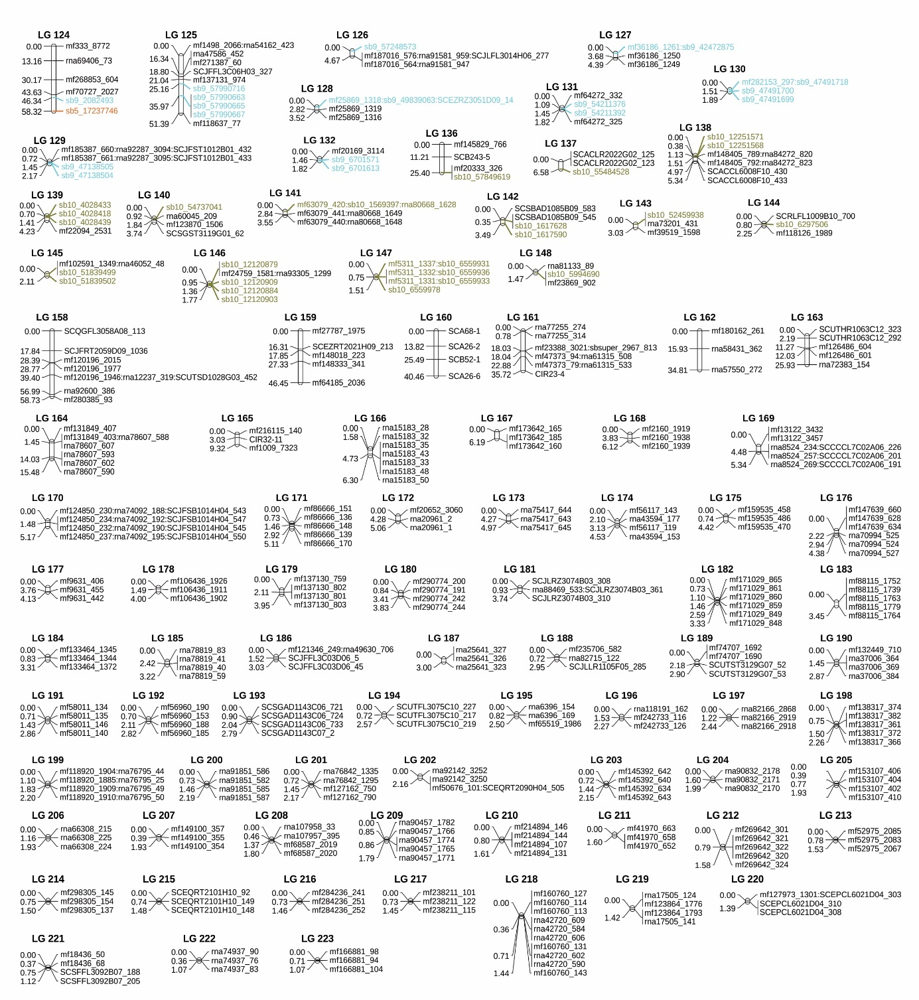 LG 124
0.00 mf333_8772
13.16 rna69406_73
30.17 mf268853_604
43.63 mf70727_2027
46.34 sb9_2082493
58.32 sb5_17237746
LG 125
0.00 mf1498_2066:rna54162_423
rna47586_452
16.34 mf271387_60
18.80 SCJFFL3C06H03_327
21.04 mf137131_974
25.16 sb9_57990716
sb9_57990663
35.97 sb9_57990665
sb9_57990667
51.39 mf118637_77
LG 126
0.00 sb9_57248573
4.67 mf187016_576:rna91581_959:SCJLFL3014H06_277
mf187016_564:rna91581_947
LG 127
0.00 mf36186_1261:sb9_42472875
3.68 mf36186_1250
4.39 mf36186_1249
LG 128
0.00 mf25869_1318:sb9_49839063:SCEZRZ3051D09_14
2.82 mf25869_1319
3.52 mf25869_1316
LG 131
0.00 mf64272_332
1.09 sb9_54211376
1.45 sb9_54211392
1.82 mf64272_325
LG 130
0.00 mf282153_297:sb9_47491718
1.51 sb9_47491700
1.89 sb9_47491699
LG 129
0.00 mf185387_660:rna92287_3094:SCJFST1012B01_432
0.72 mf185387_661:rna92287_3095:SCJFST1012B01_433
1.45 sb9_47138505
2.17 sb9_47138504
LG 132
0.00 mf20169_3114
1.46 sb9_6701571
1.82 sb9_6701613
LG 136
0.00 mf145829_766
11.21 SCB243-5
25.40 mf20333_326
sb10_57849619
LG 137
0.00 SCACLR2022G02_125
SCACLR2022G02_123
6.58 sb10_55484528
LG 138
0.00 sb10_12251571
0.38 sb10_12251568
1.13 mf148405_789:rna84272_820
1.51 mf148405_792:rna84272_823
4.97 SCACCL6008F10_430
5.34 SCACCL6008F10_433
LG 139
0.00 sb10_4028433
0.70 sb10_4028418
1.41 sb10_4028439
4.23 mf22094_2531
LG 140
0.00 sb10_54737041
0.92 rna60045_209
1.84 mf123870_1506
3.74 SCSGST3119G01_62
LG 141
0.00 mf63079_420:sb10_1569397:rna80668_1628
2.84 mf63079_441:rna80668_1649
3.55 mf63079_440:rna80668_1648
LG 142
0.00 SCSBAD1085B09_583
SCSBAD1085B09_545
0.35 sb10_1617628
3.49 sb10_1617590
LG 143
0.00 sb10_52459938
rna73201_431
3.03 mf39519_1598
LG 144
0.00 SCRLFL1009B10_700
0.80 sb10_6297506
2.25 mf118126_1989
LG 145
mf102591_1349:rna46052_48
0.00 sb10_51839499
2.11 sb10_51839502
LG 146
sb10_12120879
0.00 mf24759_1581:rna93305_1299
0.95 sb10_12120909
1.36 sb10_12120884
1.77 sb10_12120903
LG 147
0.00 mf5311_1337:sb10_6559931
mf5311_1332:sb10_6559936
0.75 mf5311_1331:sb10_6559933
1.51 sb10_6559978
LG 148
0.00 rna81133_89
sb10_5994690
1.47 mf23869_902
LG 158
0.00 SCQGFL3058A08_113
17.84 SCJFRT2059D09_1036
28.39 mf120196_2015
28.77 mf120196_1977
39.40 mf120196_1946:rna12237_319:SCUTSD1028G03_452
56.99 rna92600_386
58.73 mf280385_93
LG 159
0.00 mf27787_1975
16.31 SCEZRT2021H09_213
17.85 mf148018_223
27.33 mf148333_341
46.45 mf64185_2036
LG 160
0.00 SCA68-1
13.82 SCA26-2
25.49 SCB52-1
40.46 SCA26-6
LG 161
0.00 rna77255_274
0.78 rna77255_314
18.03 mf23388_3021:sbsuper_2967_813
18.04 mf47373_94:rna61315_508
22.88 mf47373_79:rna61315_533
35.72 CIR23-4
LG 162
0.00 mf180162_261
15.93 rna58431_362
34.81 rna57550_272
LG 163
0.00 SCUTHR1063C12_323
2.19 SCUTHR1063C12_292
11.27 mf126486_604
12.03 mf126486_601
25.93 rna72383_154
LG 164
0.00 mf131849_407
mf131849_403:rna78607_588
1.45 rna78607_607
rna78607_593
14.03 rna78607_602
15.48 rna78607_590
LG 165
0.00 mf216115_140
3.03 CIR32-11
9.32 mf1009_7323
LG 166
0.00 rna15183_28
1.58 rna15183_32
rna15183_35
4.73 rna15183_43
rna15183_33
rna15183_48
6.30 rna15183_50
LG 167
0.00 mf173642_165
mf173642_185
6.19 mf173642_160
LG 168
0.00 mf2160_1919
3.83 mf2160_1938
6.12 mf2160_1939
LG 169
0.00 mf13122_3432
mf13122_3457
4.48 rna8524_234:SCCCCL7C02A06_226
rna8524_257:SCCCCL7C02A06_201
5.34 rna8524_269:SCCCCL7C02A06_191
LG 170
0.00 mf124850_230:rna74092_188:SCJFSB1014H04_543
mf124850_234:rna74092_192:SCJFSB1014H04_547
1.48 mf124850_232:rna74092_190:SCJFSB1014H04_545
5.17 mf124850_237:rna74092_195:SCJFSB1014H04_550
LG 171
0.00 mf86666_151
0.73 mf86666_136
1.46 mf86666_148
2.92 mf86666_139
5.11 mf86666_170
LG 172
0.00 mf20652_3060
4.28 rna20961_2
5.06 rna20961_1
LG 173
0.00 rna75417_644
4.27 rna75417_643
4.97 rna75417_645
LG 174
0.00 mf56117_143
2.10 rna43594_177
3.13 mf56117_119
4.53 rna43594_153
LG 175
0.00 mf159535_458
0.74 mf159535_486
4.42 mf159535_470
LG 176
mf147639_660
0.00 mf147639_628
mf147639_634
2.22 rna70994_525
2.94 rna70994_524
4.38 rna70994_527
LG 177
0.00 mf9631_406
3.76 mf9631_455
4.13 mf9631_442
LG 178
0.00 mf106436_1926
1.49 mf106436_1911
4.00 mf106436_1902
LG 179
0.00 mf137130_759
mf137130_802
2.11 mf137130_801
3.95 mf137130_803
LG 180
0.00 mf290774_200
0.84 mf290774_191
3.41 mf290774_242
3.83 mf290774_244
LG 181
0.00 SCJLRZ3074B03_308
0.93 rna88469_533:SCJLRZ3074B03_361
3.74 SCJLRZ3074B03_310
LG 182
0.00 mf171029_865
0.73 mf171029_861
1.10 mf171029_860
1.46 mf171029_859
2.59 mf171029_849
3.33 mf171029_848
LG 183
mf88115_1752
mf88115_1739
0.00 mf88115_1763
mf88115_1779
3.45 mf88115_1764
LG 184
0.00 mf133464_1345
0.83 mf133464_1344
3.31 mf133464_1372
LG 185
0.00 rna78819_83
rna78819_41
2.42 rna78819_40
3.22 rna78819_59
LG 186
0.00 mf121346_249:rna49630_706
1.52 SCJFFL3C03D06_5
3.03 SCJFFL3C03D06_45
LG 187
0.00 rna25641_327
rna25641_326
3.00 rna25641_323
LG 188
0.00 mf235706_582
0.72 rna82715_122
2.95 SCJLLR1105F05_285
LG 189
0.00 mf74707_1692
mf74707_1690
2.18 SCUTST3129G07_52
2.90 SCUTST3129G07_53
LG 190
0.00 mf132449_710
rna37006_364
1.45 rna37006_369
2.87 rna37006_384
LG 191
0.00 mf58011_134
0.71 mf58011_135
1.43 mf58011_146
2.86 mf58011_140
LG 192
0.00 mf56960_190
0.70 mf56960_153
2.11 mf56960_188
2.82 mf56960_185
LG 193
0.00 SCSGAD1143C06_721
0.90 SCSGAD1143C06_724
2.04 SCSGAD1143C06_733
2.79 SCSGAD1143C07_2
LG 194
0.00 SCUTFL3075C10_227
0.72 SCUTFL3075C10_217
2.57 SCUTFL3075C10_219
LG 195
0.00 rna6396_154
0.82 rna6396_169
2.50 mf65519_1986
LG 196
0.00 rna118191_162
1.53 mf242733_116
2.27 mf242733_126
LG 197
0.00 rna82166_2868
1.22 rna82166_2919
2.44 rna82166_2918
LG 198
0.00 mf138317_374
mf138317_382
0.75 mf138317_361
1.50 mf138317_372
2.26 mf138317_366
LG 199
0.00 mf118920_1904:rna76795_44
1.10 mf118920_1885:rna76795_25
1.83 mf118920_1909:rna76795_49
2.20 mf118920_1910:rna76795_50
LG 200
0.00 rna91851_586
0.73 rna91851_582
1.46 rna91851_585
2.19 rna91851_587
LG 201
0.00 rna76842_1335
0.72 rna76842_1295
1.45 mf127162_750
2.17 mf127162_790
LG 202
0.00 rna92142_3252
rna92142_3250
2.16 mf50676_101:SCEQRT2090H04_505
LG 203
0.00 mf145392_642
0.72 mf145392_640
1.44 mf145392_634
2.15 mf145392_643
LG 204
0.00 rna90832_2178
1.60 rna90832_2171
1.99 rna90832_2170
LG 205
0.00 mf153107_406
0.39 mf153107_404
0.77 mf153107_402
1.93 mf153107_410
LG 206
0.00 rna66308_215
1.16 rna66308_225
1.93 rna66308_224
LG 207
0.00 mf149100_357
0.39 mf149100_355
1.93 mf149100_354
LG 208
0.00 rna107958_33
0.46 rna107957_395
1.37 mf68587_2019
1.80 mf68587_2020
LG 209
0.00 rna90457_1782
0.85 rna90457_1766
rna90457_1774
0.86 rna90457_1765
1.79 rna90457_1771
LG 210
0.00 mf214894_146
mf214894_144
0.80 mf214894_107
1.61 mf214894_131
LG 211
0.00 mf41970_663
mf41970_658
1.60 mf41970_652
LG 212
0.00 mf269642_301
mf269642_321
0.79 mf269642_322
mf269642_320
1.58 mf269642_324
LG 213
0.00 mf52975_2085
0.78 mf52975_2083
1.53 mf52975_2067
LG 214
0.00 mf298305_145
0.75 mf298305_154
1.50 mf298305_137
LG 215
0.00 SCEQRT2101H10_92
0.74 SCEQRT2101H10_149
1.48 SCEQRT2101H10_148
LG 216
0.00 mf284236_241
0.73 mf284236_251
1.46 mf284236_252
LG 217
0.00 mf238211_101
0.73 mf238211_122
1.45 mf238211_115
LG 218
mf160760_127
0.00 mf160760_114
mf160760_113
rna42720_609
0.36 rna42720_584
rna42720_606
mf160760_131
0.71 rna42720_602
rna42720_590
1.44 mf160760_143
LG 219
0.00 rna17505_124
mf123864_1776
mf123864_1793
1.42 rna17505_141
LG 220
0.00 mf127973_1301:SCEPCL6021D04_303
1.39 SCEPCL6021D04_310
SCEPCL6021D04_308
LG 221
0.00 mf18436_50
0.37 mf18436_68
0.75 SCSFFL3092B07_188
1.12 SCSFFL3092B07_205
LG 222
0.00 rna74937_90
0.36 rna74937_76
1.07 rna74937_83
LG 223
0.00 mf166881_98
0.71 mf166881_94
1.07 mf166881_104